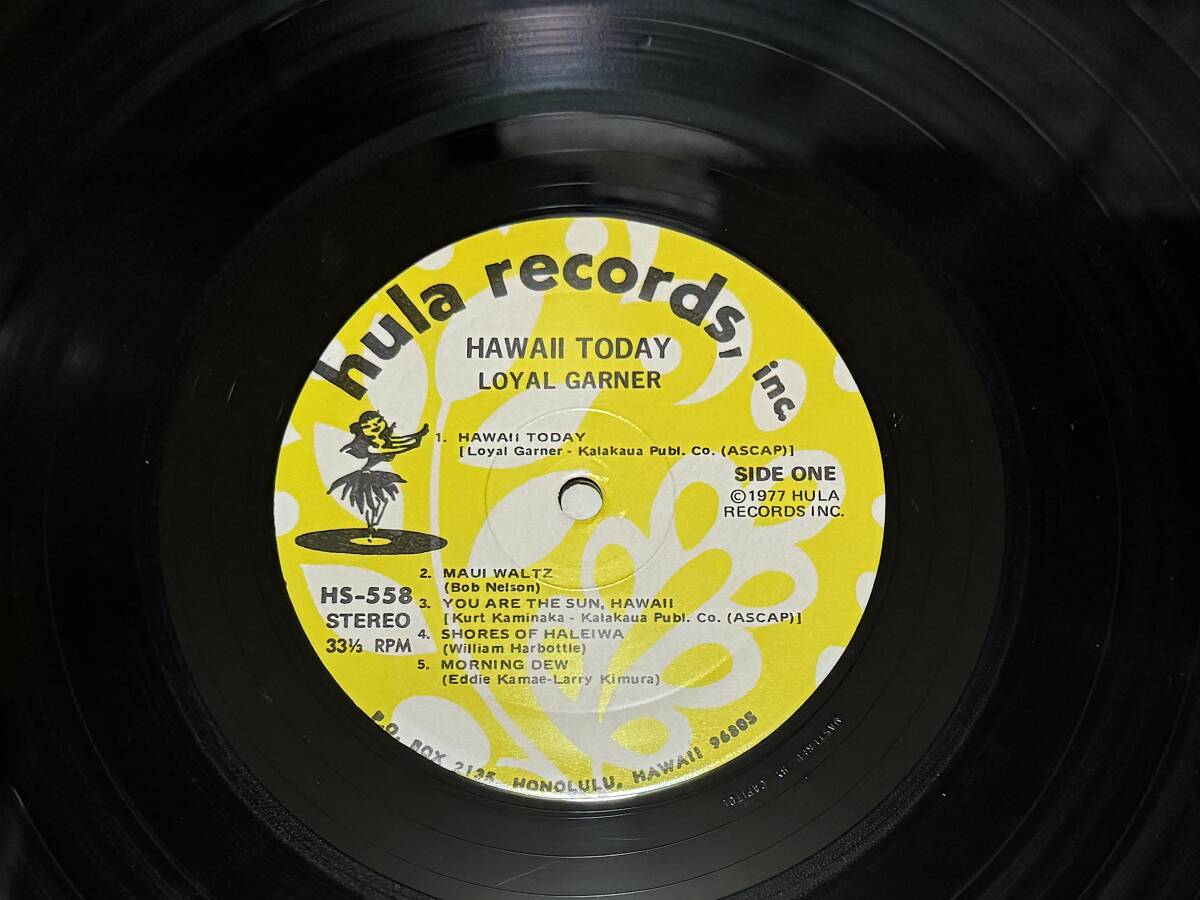 hula records, inc.
HAWAII TODAY
LOYAL GARNER
1. HAWAII TODAY
[Loyal Garner - Kalakaua Publ. Co. (ASCAP)]
SIDE ONE
©1977 HULA
RECORDS INC.
HS-558
STEREO
33⅓ RPM
2. MAUI WALTZ
(Bob Nelson)
3. YOU ARE THE SUN, HAWAII
[Kurt Kaminaka - Kalakaua Publ. Co. (ASCAP)]
4. SHORES OF HALEIWA
(William Harbottle)
5. MORNING DEW
(Eddie Kamae-Larry Kimura)
P.O. BOX 2135, HONOLULU, HAWAII 96805
MASTERED BY CAPITOL